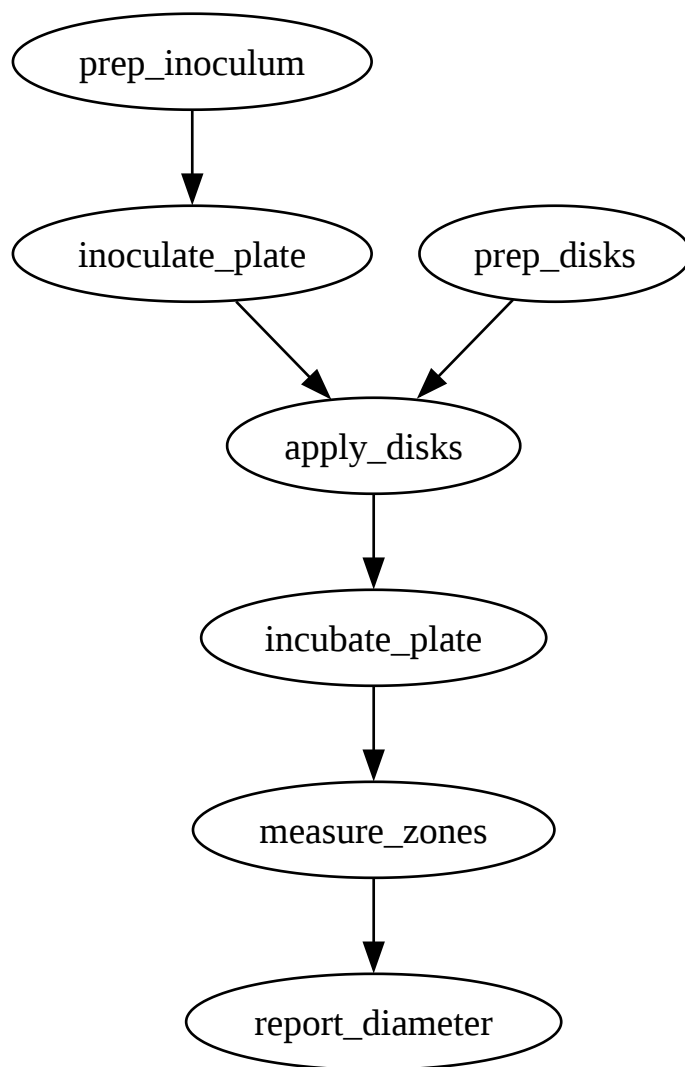 prep_inoculum
inoculate_plate
prep_disks
apply_disks
incubate_plate
measure_zones
report_diameter